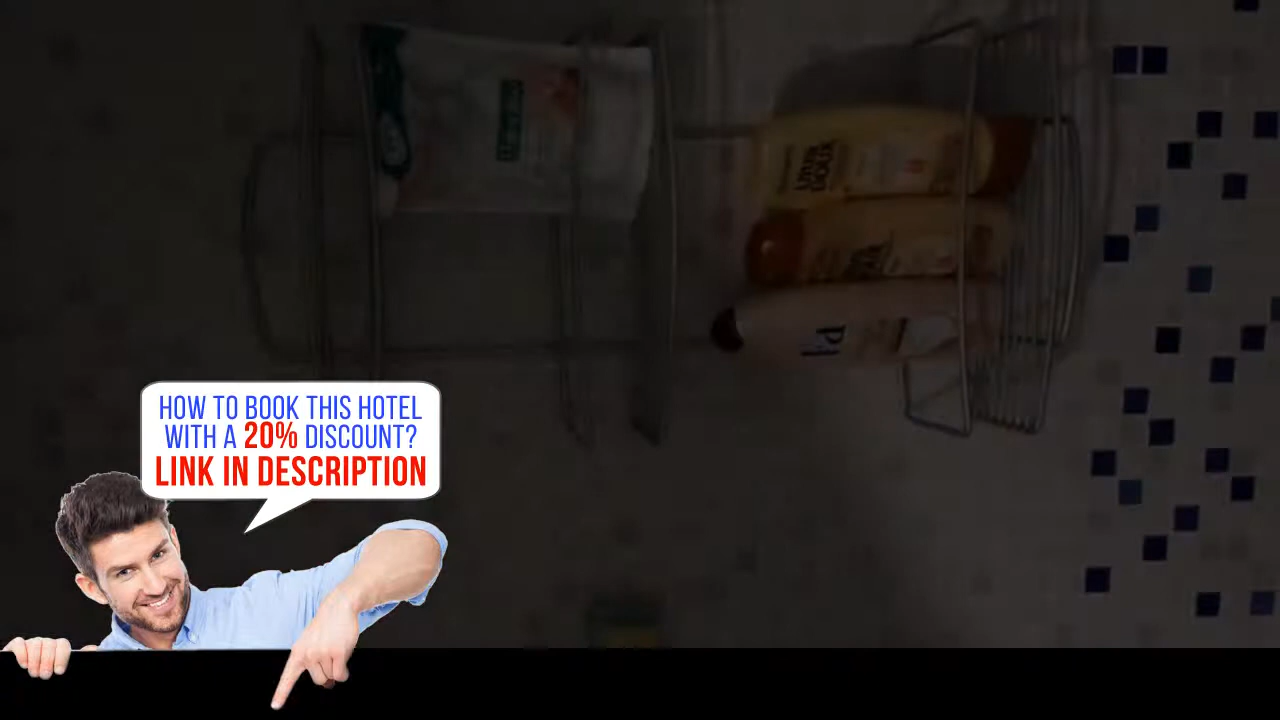 HOW TO BOOK THIS HOTEL
WITH A 20% DISCOUNT?
LINK IN DESCRIPTION